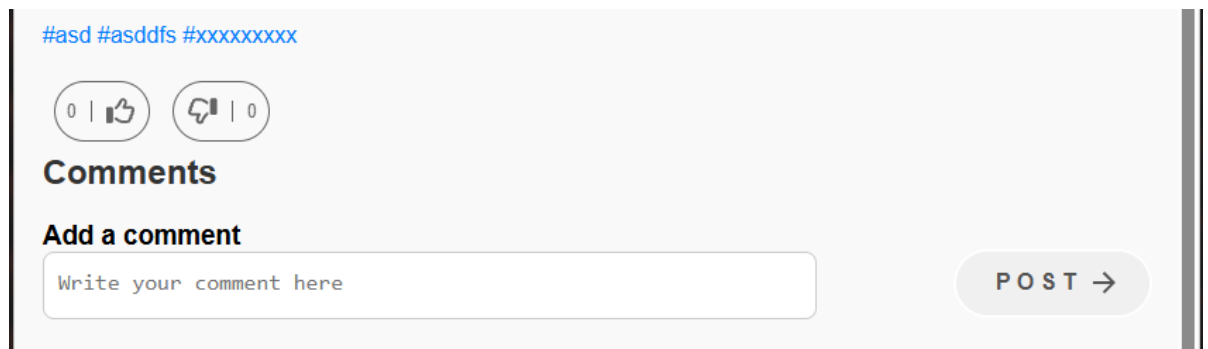 #asd #asddfs #xxxxxxxxx
0 | | 0
Comments
Add a comment
Write your comment here
POST →